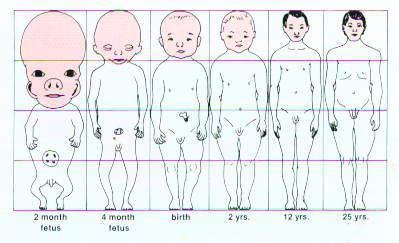 2 month
fetus
4 month
fetus
birth
2 yrs.
12 yrs.
25 yrs.